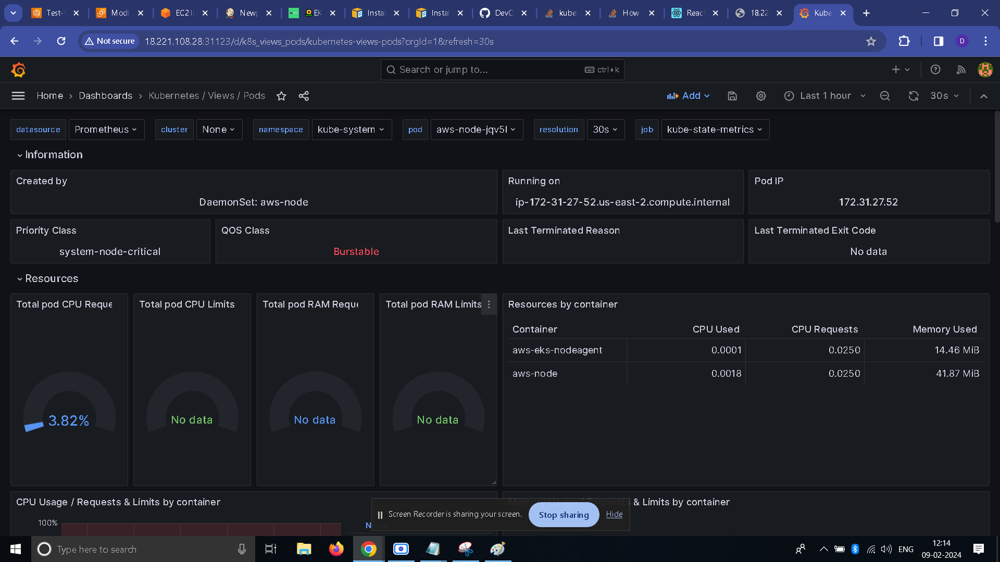 Test-
Modi
EC2 I
Newp
EK
Instal
Instal
DevO
kube
How
Reac
18.22
Kube
Not secure 18.221.108.28:31123/d/k8s_views_pods/kubernetes-views-pods?orgId=1&refresh=30s
D
Search or jump to... ctrl+k
Home › Dashboards › Kubernetes / Views / Pods
Add
Last 1 hour
30s
datasource Prometheus cluster None namespace kube-system pod aws-node-jqv5l resolution 30s job kube-state-metrics
Information
Created by
DaemonSet: aws-node
Running on
ip-172-31-27-52.us-east-2.compute.internal
Pod IP
172.31.27.52
Priority Class
system-node-critical
QOS Class
Burstable
Last Terminated Reason
Last Terminated Exit Code
No data
Resources
Total pod CPU Reque
3.82%
Total pod CPU Limits
No data
Total pod RAM Reque
No data
Total pod RAM Limits
No data
Resources by container
Container CPU Used CPU Requests Memory Used
aws-eks-nodeagent 0.0001 0.0250 14.46 MiB
aws-node 0.0018 0.0250 41.87 MiB
CPU Usage / Requests & Limits by container
100%
Memory Usage / Requests & Limits by container
Screen Recorder is sharing your screen. Stop sharing Hide
Type here to search
ENG
12:14
09-02-2024